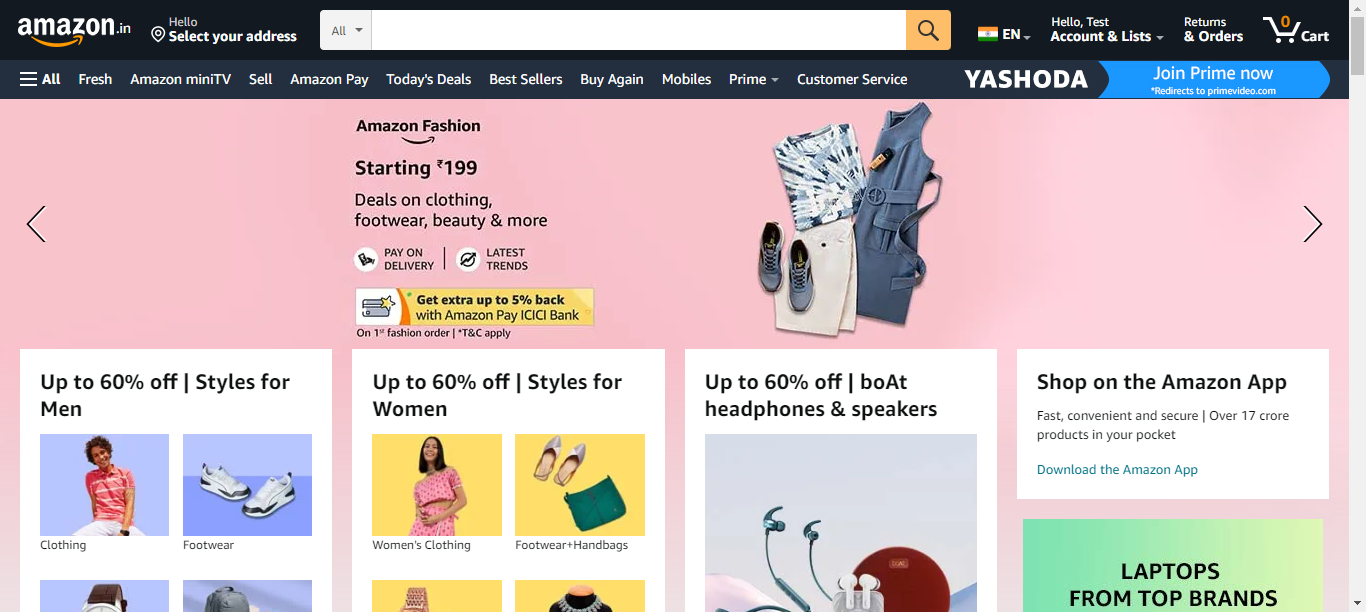 amazon.in
Hello
Select your address
All
EN
Hello, Test
Account & Lists
Returns
& Orders
0
Cart
All
Fresh
Amazon miniTV
Sell
Amazon Pay
Today's Deals
Best Sellers
Buy Again
Mobiles
Prime
Customer Service
YASHODA
Join Prime now
*Redirects to primevideo.com
Amazon Fashion
Starting ₹199
Deals on clothing,
footwear, beauty & more
PAY ON
DELIVERY
LATEST
TRENDS
Get extra up to 5% back
with Amazon Pay ICICI Bank
On 1st fashion order | *T&C apply
Up to 60% off | Styles for
Men
Clothing
Footwear
Up to 60% off | Styles for
Women
Women's Clothing
Footwear+Handbags
Up to 60% off | boAt
headphones & speakers
boAt
Shop on the Amazon App
Fast, convenient and secure | Over 17 crore
products in your pocket
Download the Amazon App
LAPTOPS
FROM TOP BRANDS